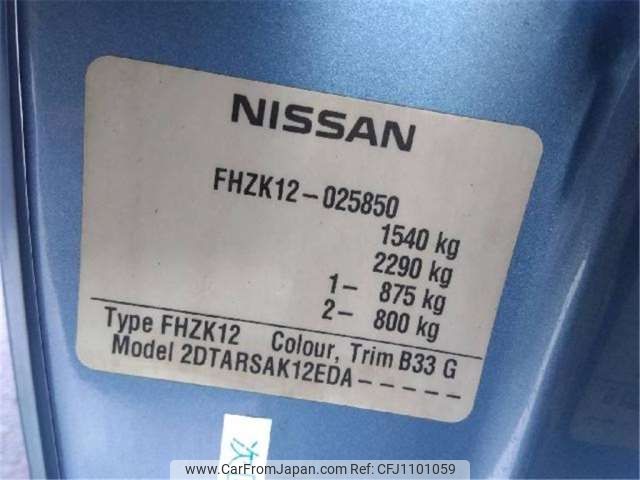 NISSAN
FHZK12-025850
1540 kg
2290 kg
1- 875 kg
2- 800 kg
Type FHZK12 Colour, Trim B33 G
Model 2DTARSAK12EDA-----
www.CarFromJapan.com - CFJ1101059